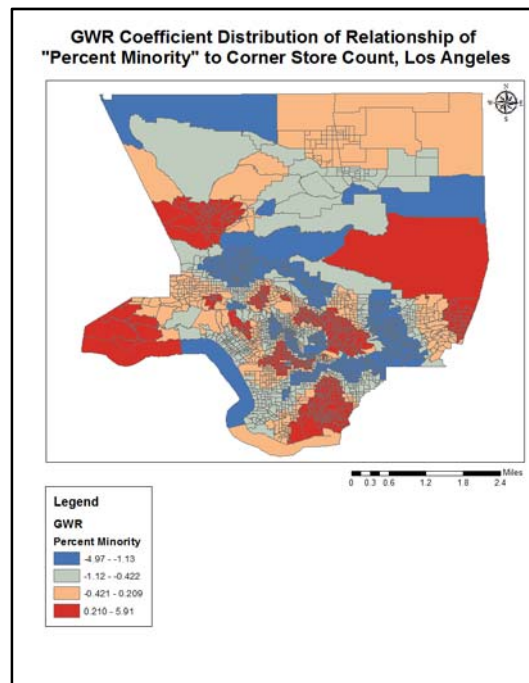 GWR Coefficient Distribution of Relationship of
"Percent Minority" to Corner Store Count, Los Angeles
N
W
E
S
Miles
0 0.3 0.6 1.2 1.8 2.4
Legend
GWR
Percent Minority
-4.97 - -1.13
-1.12 - -0.422
-0.421 - 0.209
0.210 - 5.91